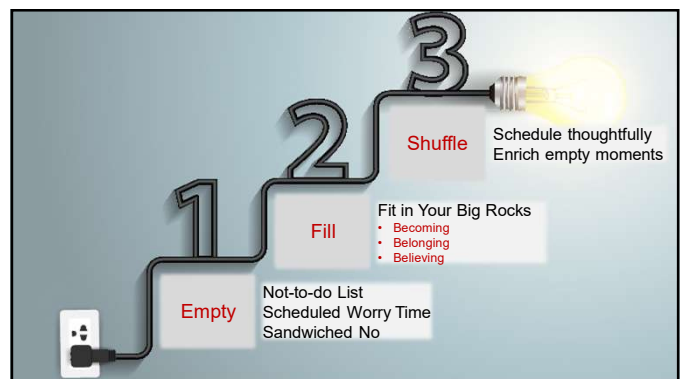 3
Shuffle
Schedule thoughtfully
Enrich empty moments
2
Fill
Fit in Your Big Rocks
• Becoming
• Belonging
• Believing
1
Empty
Not-to-do List
Scheduled Worry Time
Sandwiched No